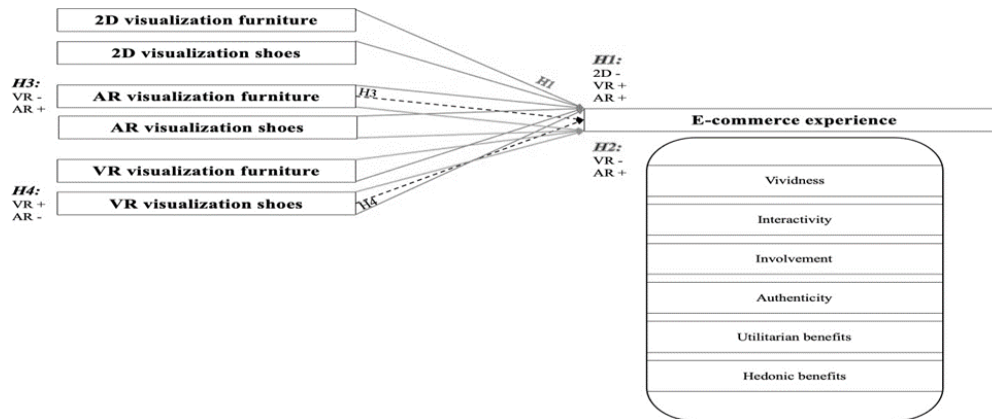 2D visualization furniture
2D visualization shoes
H3:
VR -
AR +
AR visualization furniture
AR visualization shoes
VR visualization furniture
H4:
VR +
AR -
VR visualization shoes
H1
H3
H4
H1:
2D -
VR +
AR +
E-commerce experience
H2:
VR -
AR +
Vividness
Interactivity
Involvement
Authenticity
Utilitarian benefits
Hedonic benefits